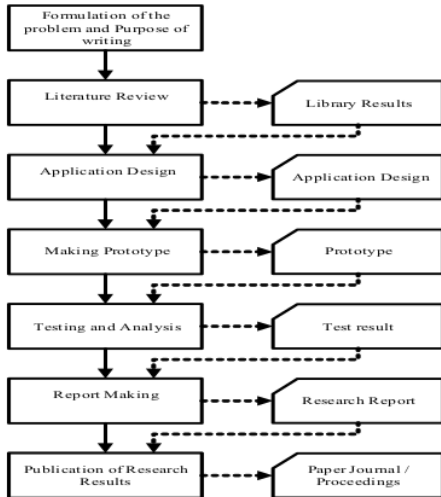 Formulation of the
problem and Purpose of
writing
Literature Review
Library Results
Application Design
Application Design
Making Prototype
Prototype
Testing and Analysis
Test result
Report Making
Research Report
Publication of Research
Results
Paper Journal /
Proceedings